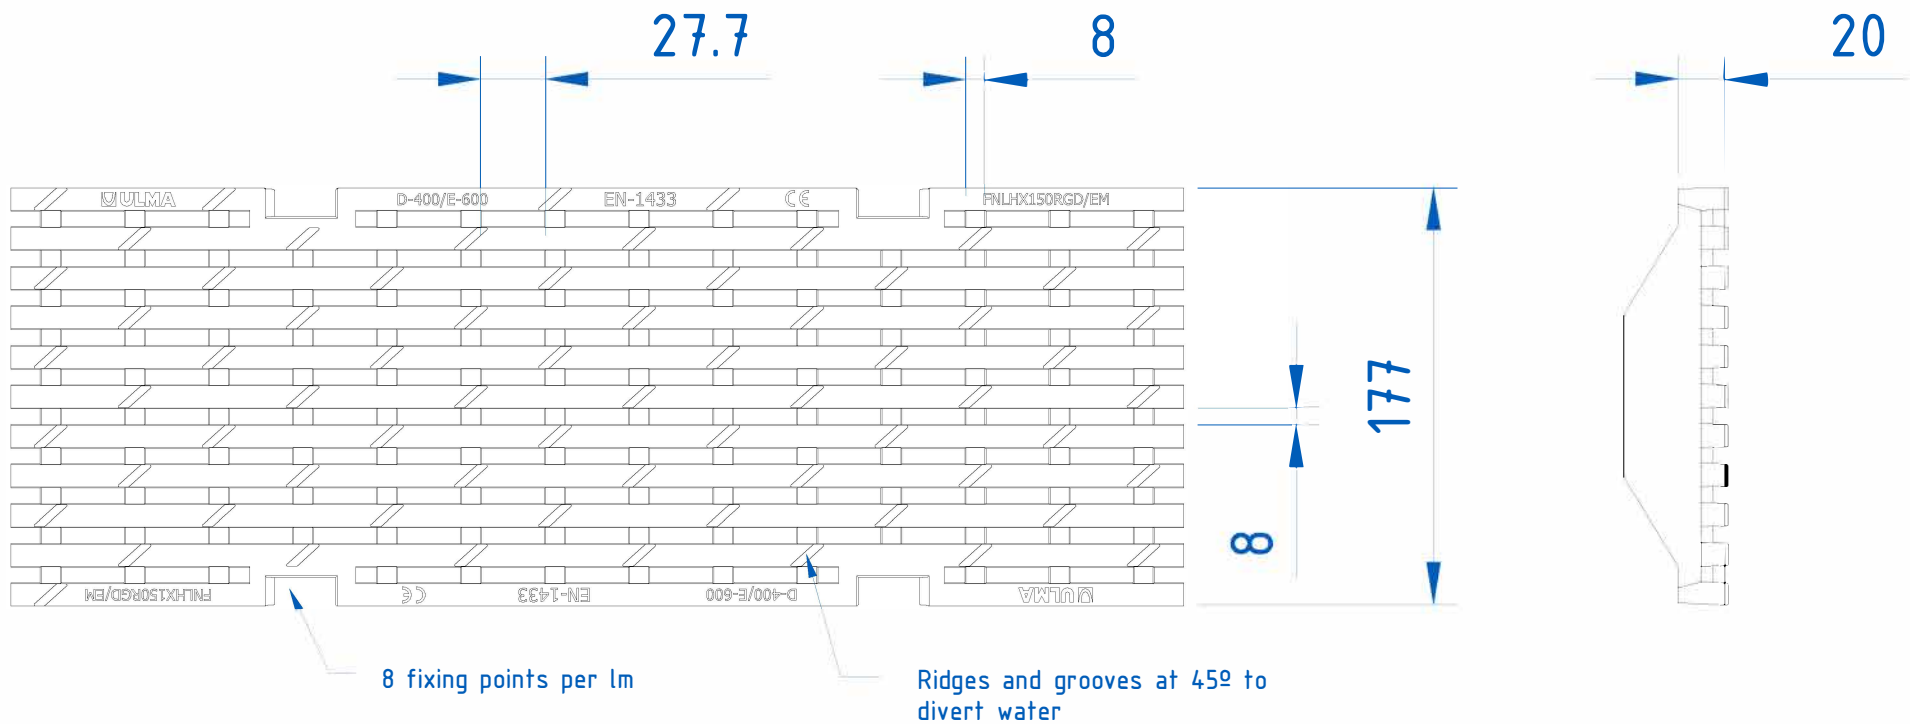 27.7
8
20
ULMA
D-400/E-600
EN-1433
CE
FNLHX150RGD/EM
177
8
FNLHX150RGD/EM
CE
EN-1433
D-400/E-600
ULMA
8 fixing points per lm
Ridges and grooves at 45º to
divert water